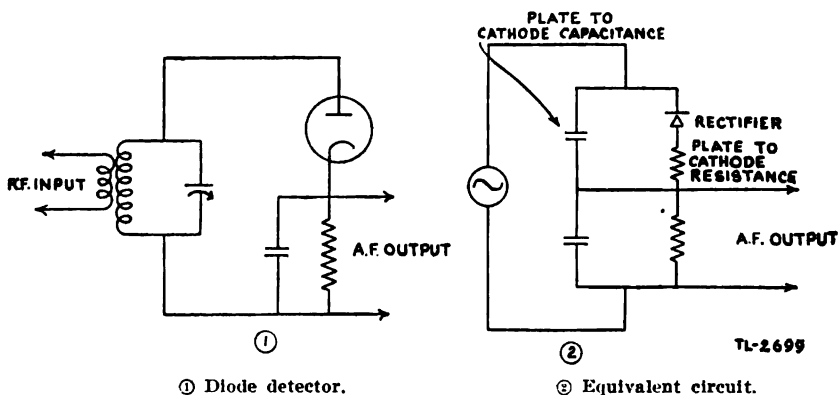 PLATE TO
CATHODE CAPACITANCE
R.F. INPUT
A.F. OUTPUT
①
RECTIFIER
PLATE TO
CATHODE
RESISTANCE
A.F. OUTPUT
②
TL-2699
① Diode detector.
② Equivalent circuit.